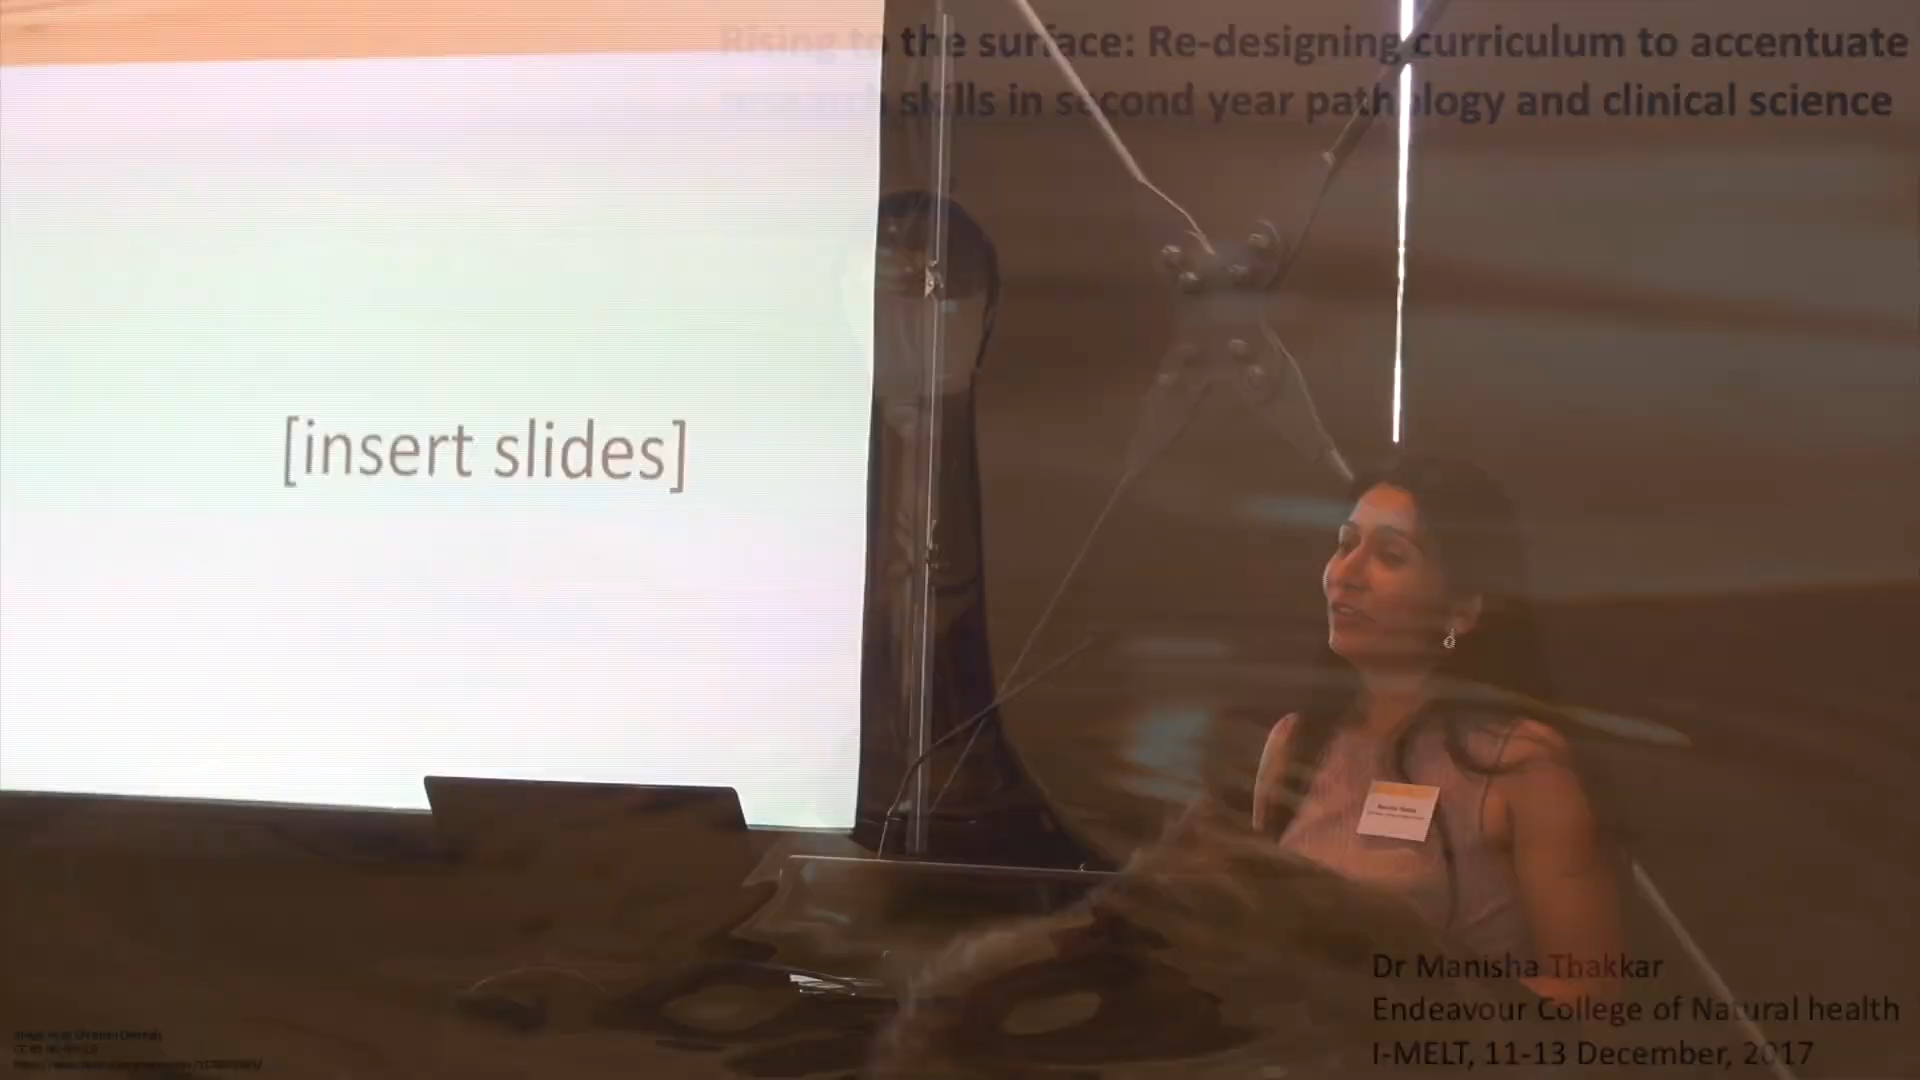 Rising to the surface: Re-designing curriculum to accentuate
research skills in second year pathology and clinical science
[insert slides]
Dr Manisha Thakkar
Endeavour College of Natural health
I-MELT, 11-13 December, 2017